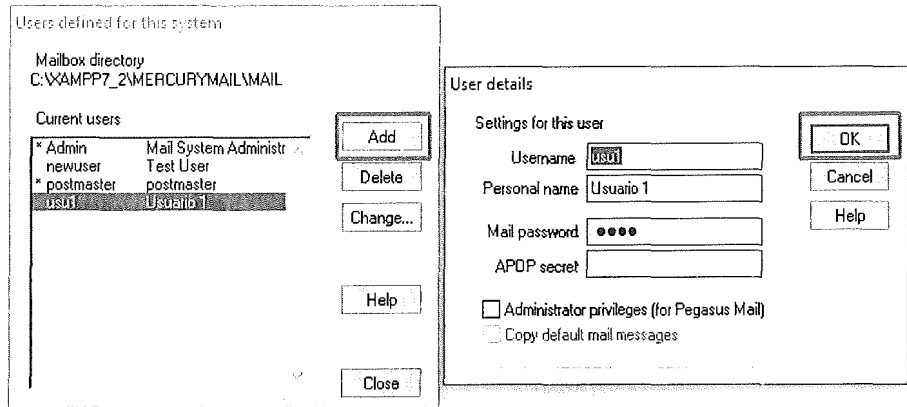 Users defined for this system
Mailbox directory
C:\XAMPP7_2\MERCURYMAIL\MAIL
Current users
* Admin Mail System Administr
newuser Test User
* postmaster postmaster
usu1 Usuario 1
Add
Delete
Change...
Help
Close
User details
Settings for this user
Username usu1
Personal name Usuario 1
Mail password ●●●●
APOP secret
Administrator privileges (for Pegasus Mail)
Copy default mail messages
OK
Cancel
Help